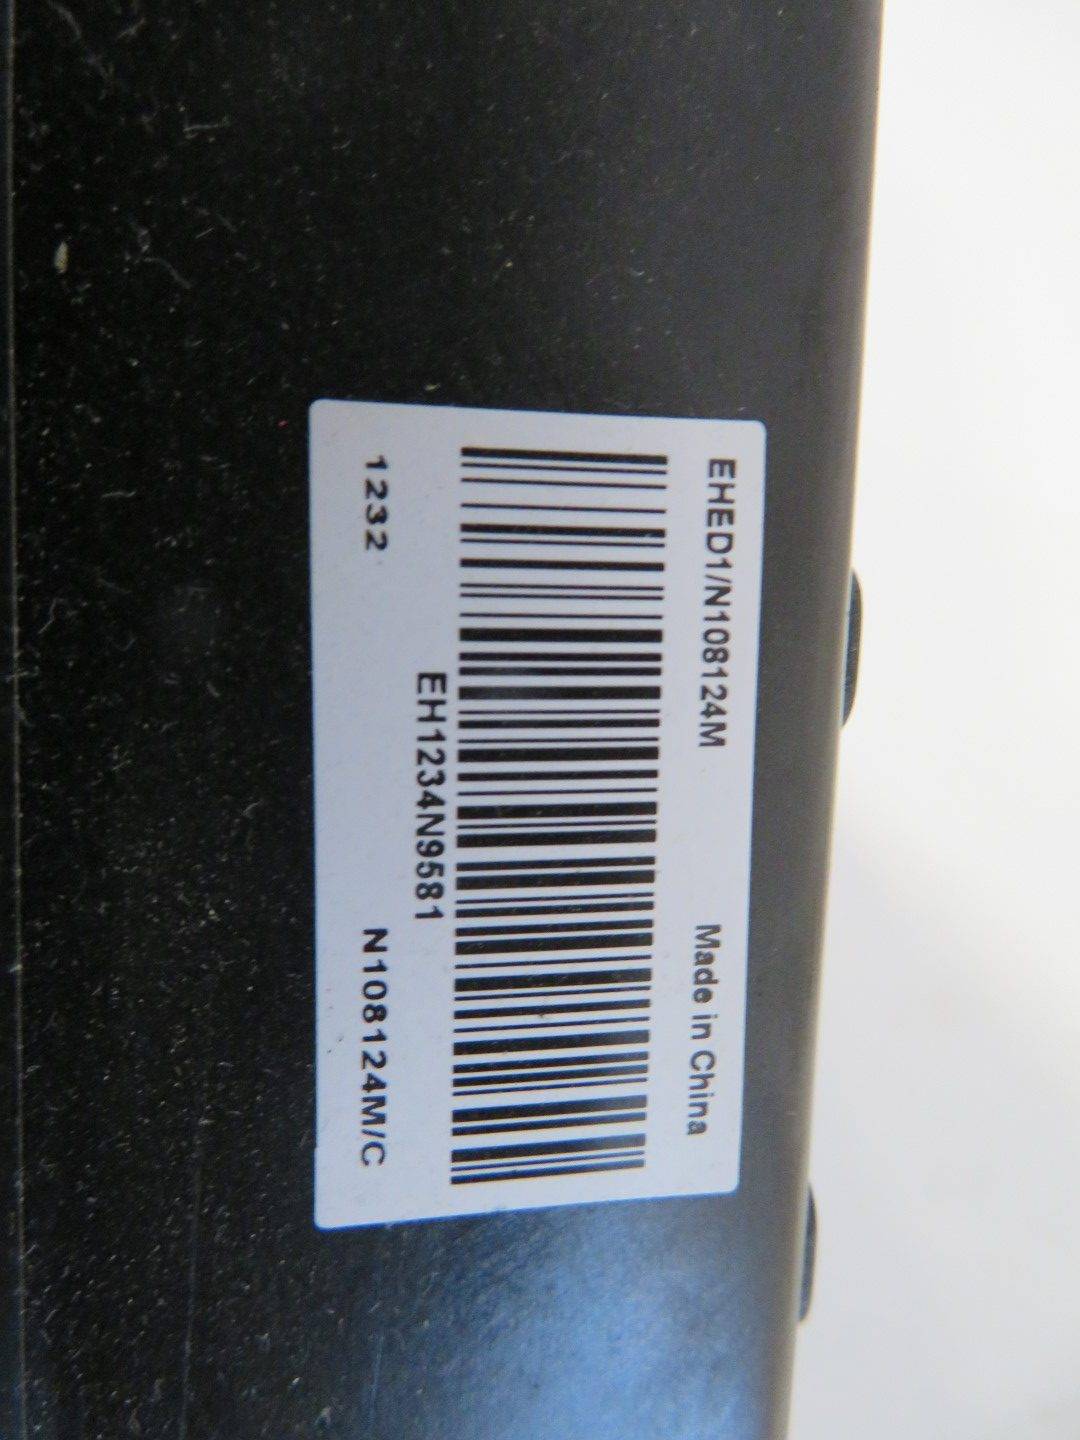 EHED1/N108124M
Made in China
EH1234N9581
1232
N108124M/C